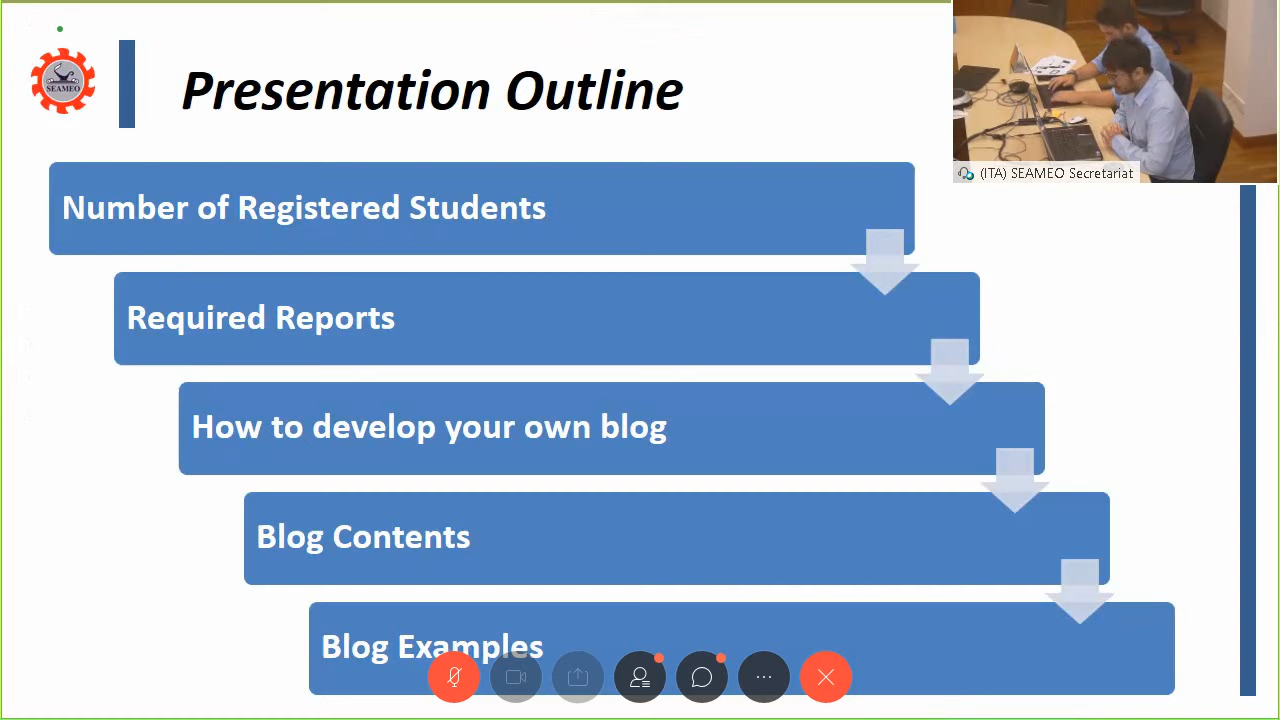 SEAMEO
Presentation Outline
(ITA) SEAMEO Secretariat
Number of Registered Students
Required Reports
How to develop your own blog
Blog Contents
Blog Examples